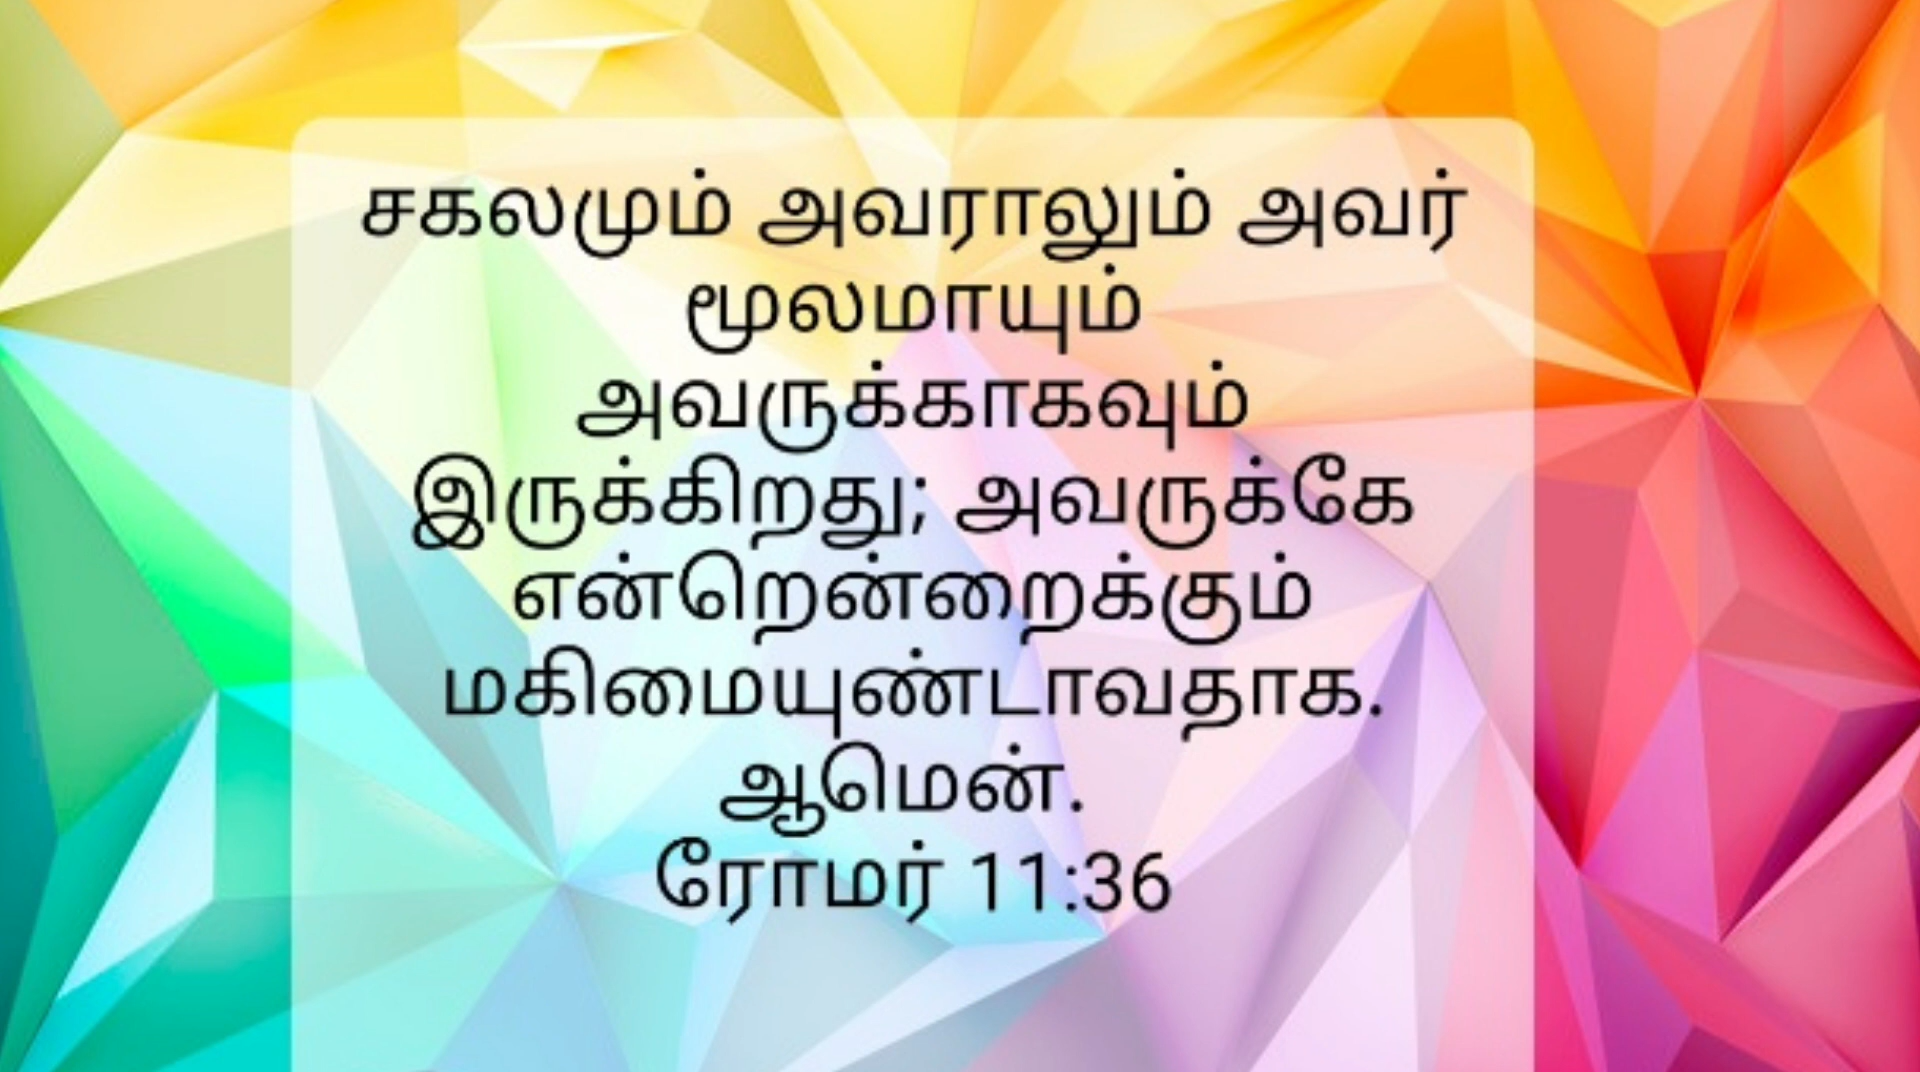 சகலமும் அவராலும் அவர்
மூலமாயும்
அவருக்காகவும்
இருக்கிறது; அவருக்கே
என்றென்றைக்கும்
மகிமையுண்டாவதாக.
ஆமென்.
ரோமர் 11:36